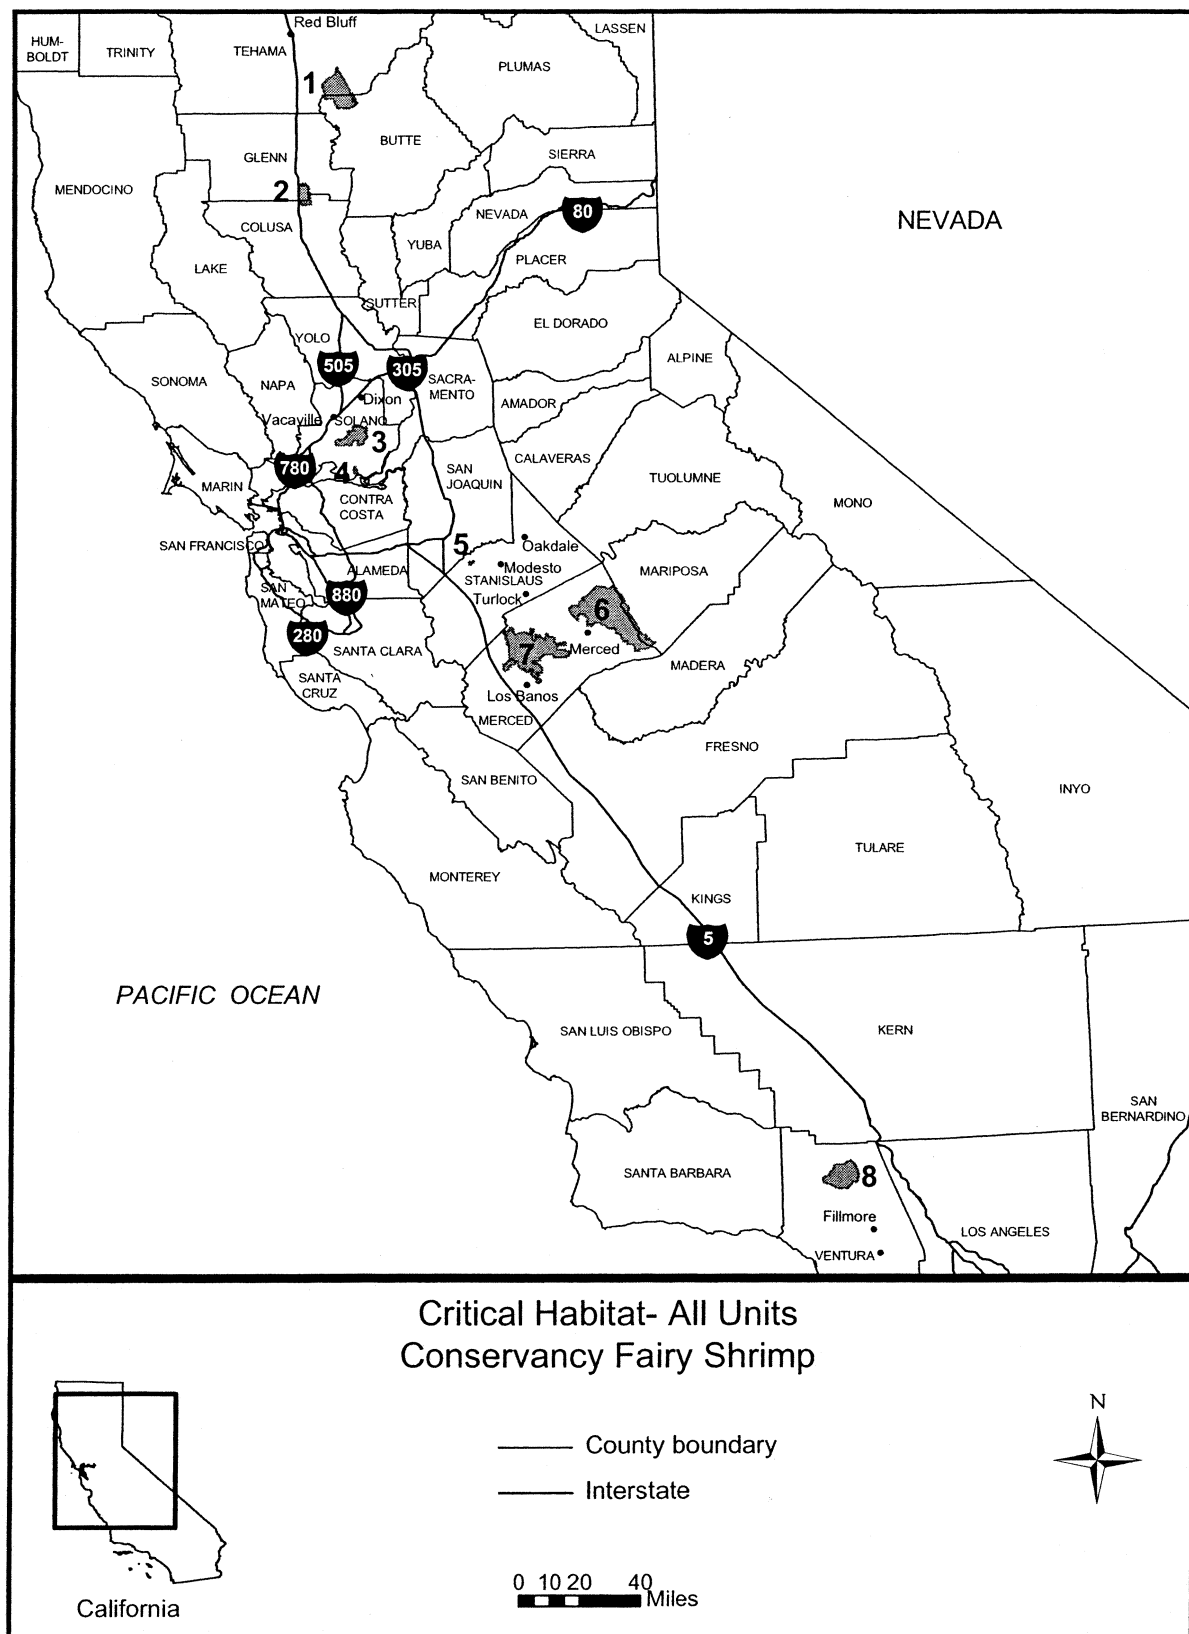 Red Bluff
LASSEN
HUM-
BOLDT
TRINITY
TEHAMA
PLUMAS
1
BUTTE
GLENN
SIERRA
MENDOCINO
2
80
NEVADA
NEVADA
COLUSA
YUBA
PLACER
LAKE
SUTTER
EL DORADO
YOLO
ALPINE
505
305
SONOMA
NAPA
SACRA-
MENTO
Dixon
AMADOR
Vacaville
SOLANO
3
CALAVERAS
780
4
SAN
JOAQUIN
TUOLUMNE
MARIN
CONTRA
COSTA
MONO
SAN FRANCISCO
5
Oakdale
ALAMEDA
Modesto
MARIPOSA
STANISLAUS
SAN
MATEO
880
Turlock
6
280
SANTA CLARA
7
Merced
MADERA
SANTA
CRUZ
Los Banos
MERCED
FRESNO
SAN BENITO
INYO
TULARE
MONTEREY
KINGS
5
PACIFIC OCEAN
SAN LUIS OBISPO
KERN
SAN
BERNARDINO
SANTA BARBARA
8
Fillmore
LOS ANGELES
VENTURA
Critical Habitat- All Units
Conservancy Fairy Shrimp
N
County boundary
Interstate
0 10 20 40
Miles
California